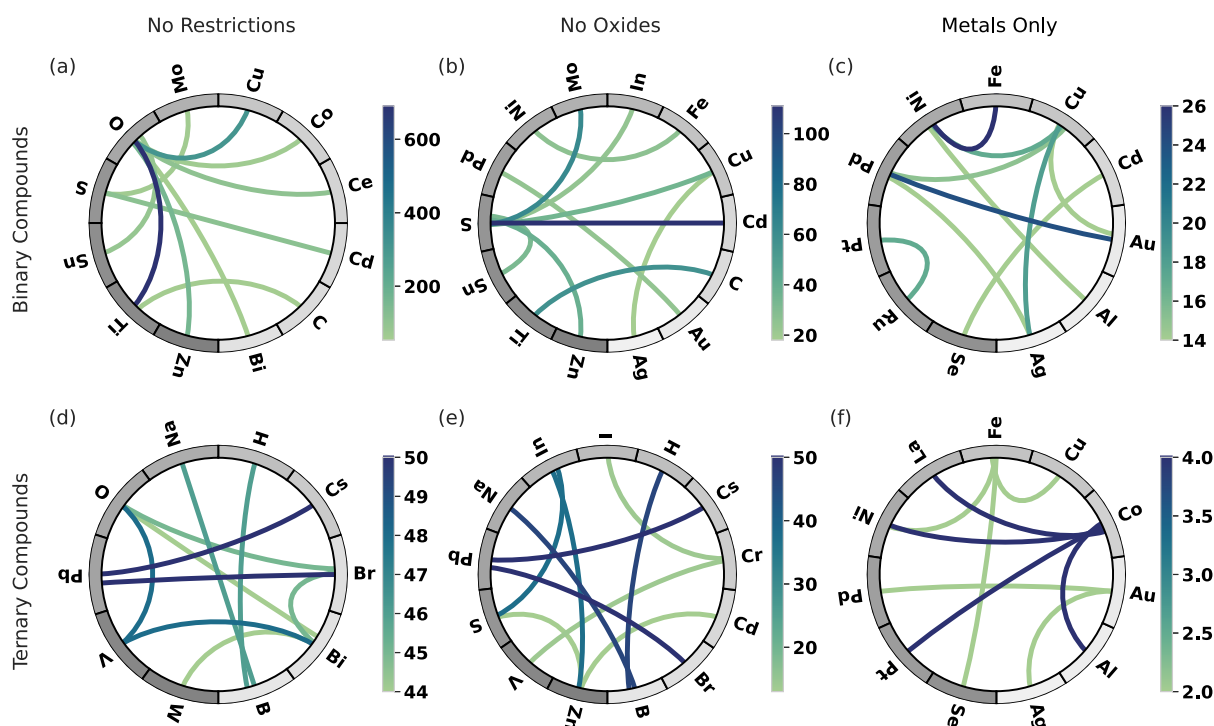 No Restrictions
No Oxides
Metals Only
Binary Compounds
Ternary Compounds
(a)
Mo
Cu
O
Co
S
Ce
Sn
Cd
Ti
C
Zn
Bi
600
400
200
(b)
Mo
In
Ni
Fe
Pd
Cu
S
Cd
Sn
C
Ti
Au
Zn
Ag
100
80
60
40
20
(c)
Fe
Ni
Cu
Pd
Cd
Pt
Au
Ru
Al
Se
Ag
26
24
22
20
18
16
14
(d)
Na
H
O
Cs
Pb
Br
V
Bi
W
B
50
49
48
47
46
45
44
(e)
I
In
H
Na
Cs
Pb
Cr
S
Cd
V
Br
Zn
B
50
40
30
20
(f)
Fe
La
Cu
Ni
Co
Pd
Au
Pt
Al
Se
Ag
4.0
3.5
3.0
2.5
2.0